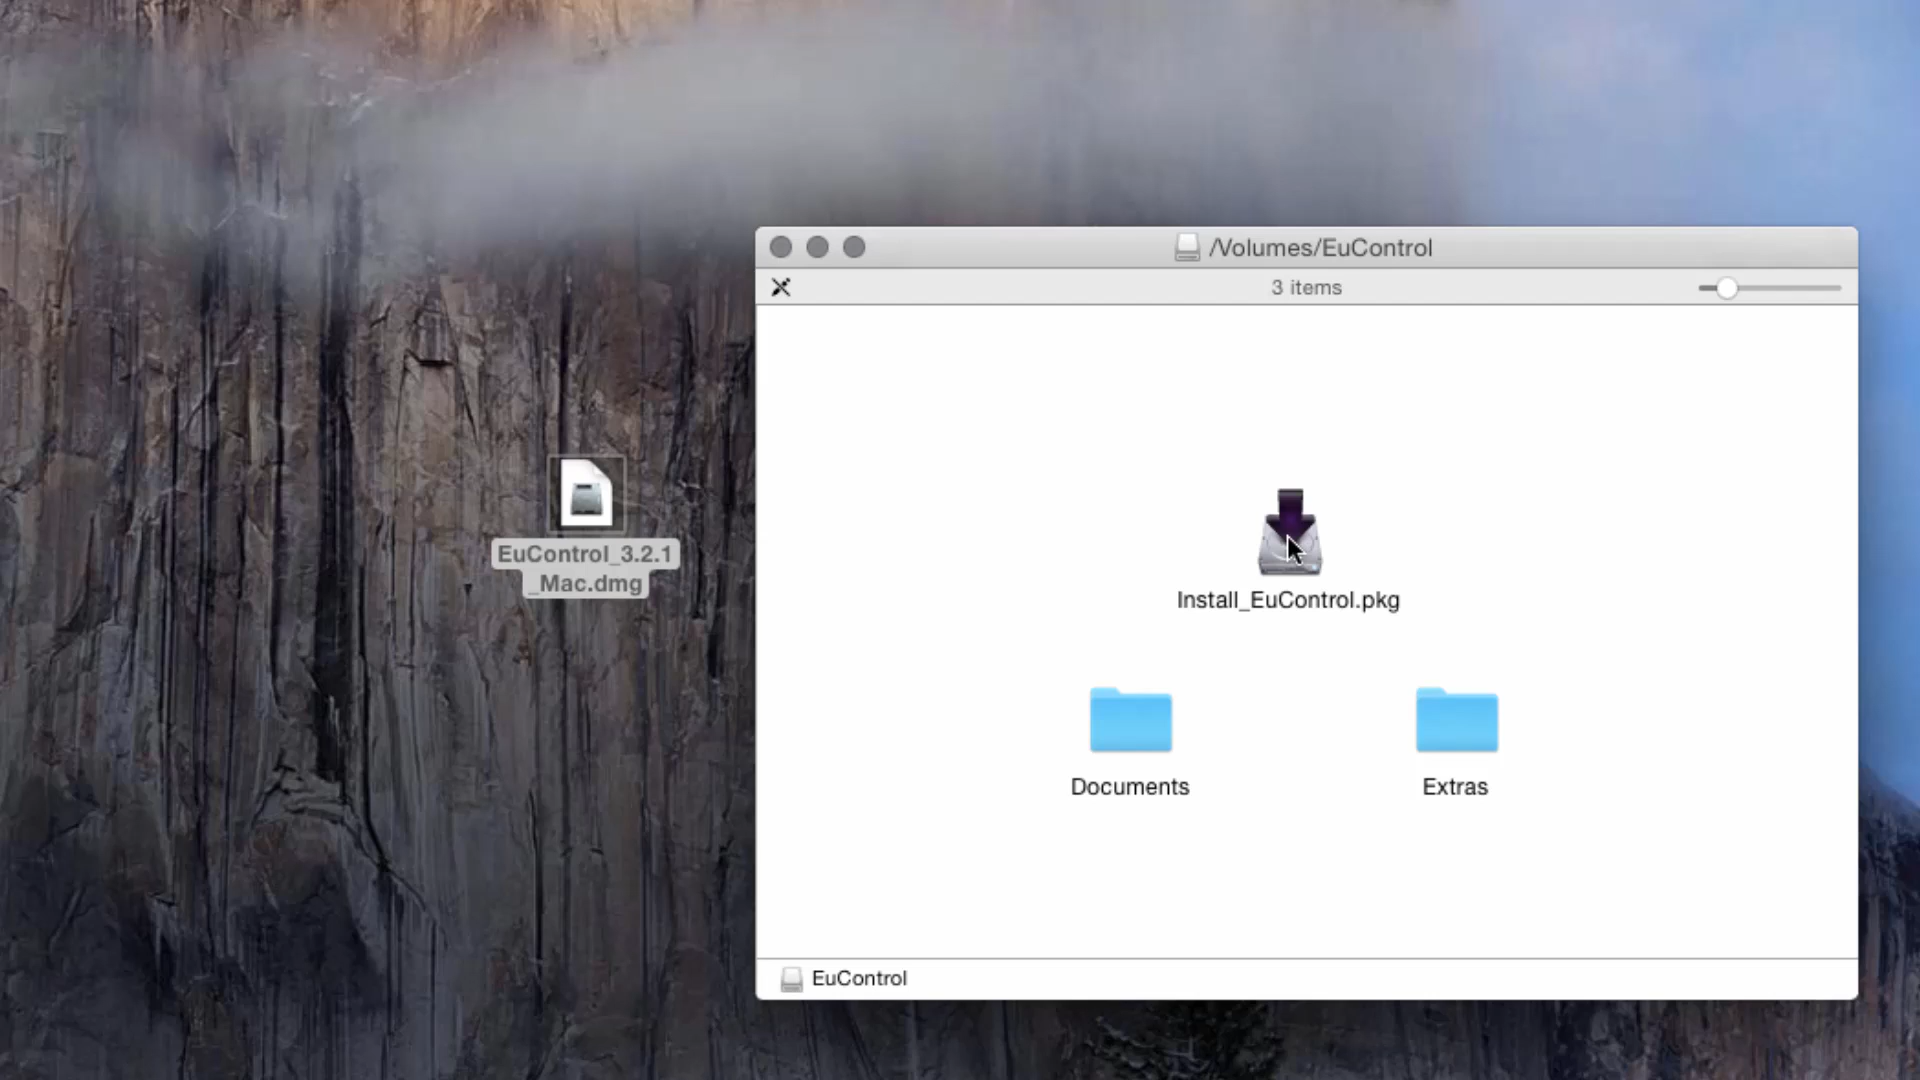 /Volumes/EuControl
3 items
EuControl_3.2.1
_Mac.dmg
Install_EuControl.pkg
Documents
Extras
EuControl